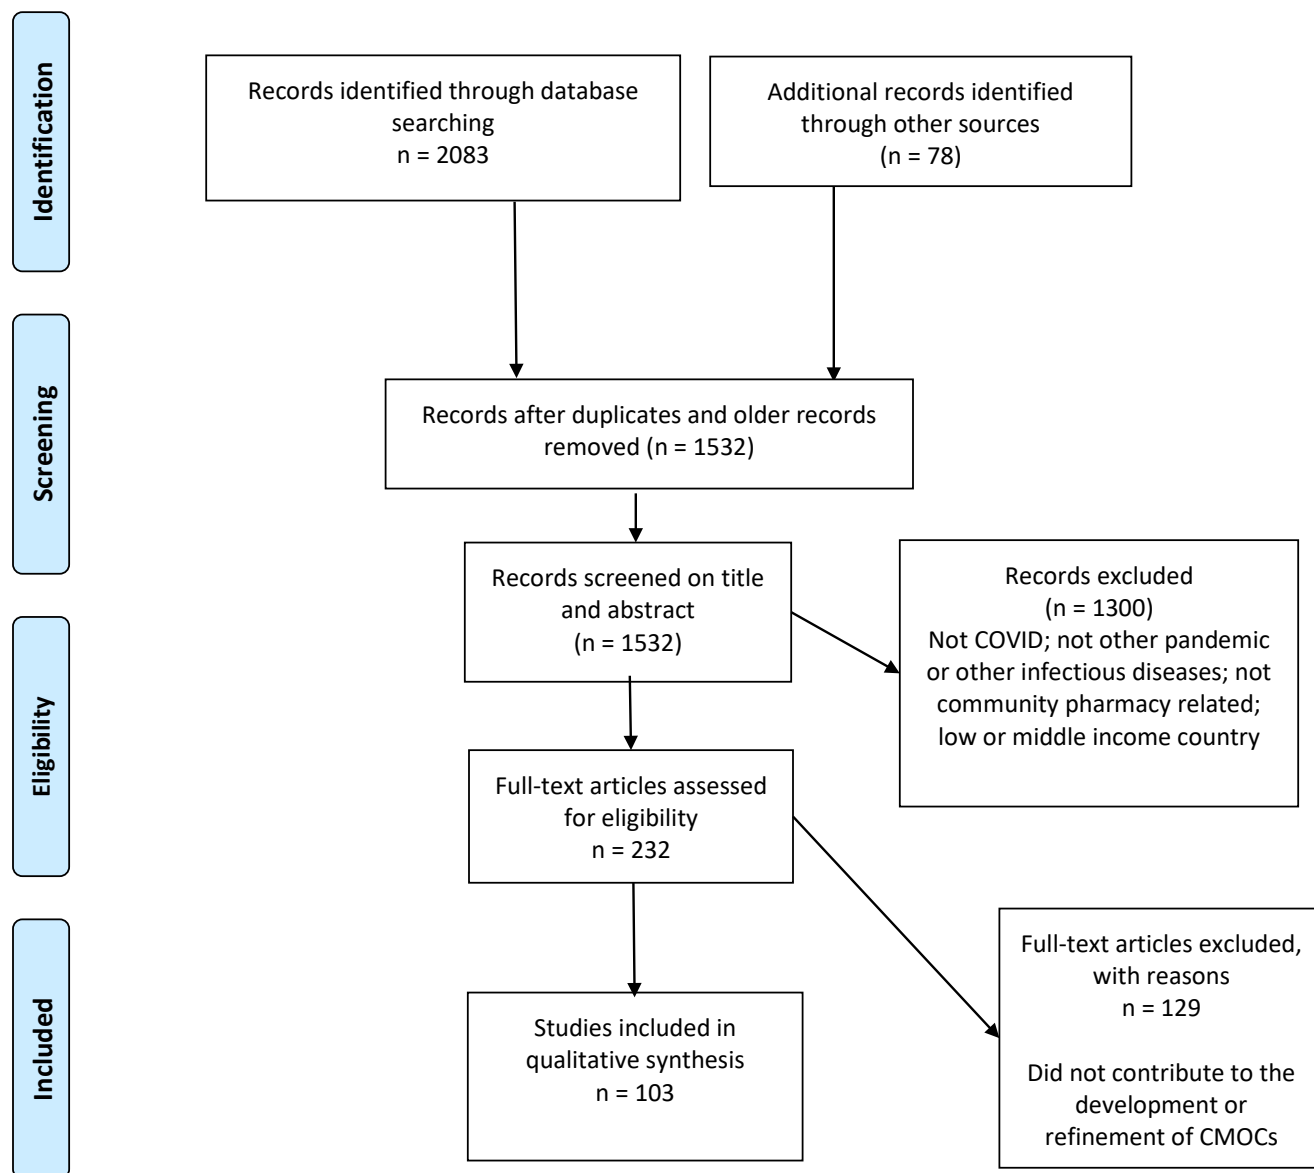 Identification
Records identified through database
searching
n = 2083
Additional records identified
through other sources
(n = 78)
Screening
Records after duplicates and older records
removed (n = 1532)
Records screened on title
and abstract
(n = 1532)
Records excluded
(n = 1300)
Not COVID; not other pandemic
or other infectious diseases; not
community pharmacy related;
low or middle income country
Eligibility
Full-text articles assessed
for eligibility
n = 232
Full-text articles excluded,
with reasons
n = 129
Did not contribute to the
development or
refinement of CMOCs
Included
Studies included in
qualitative synthesis
n = 103